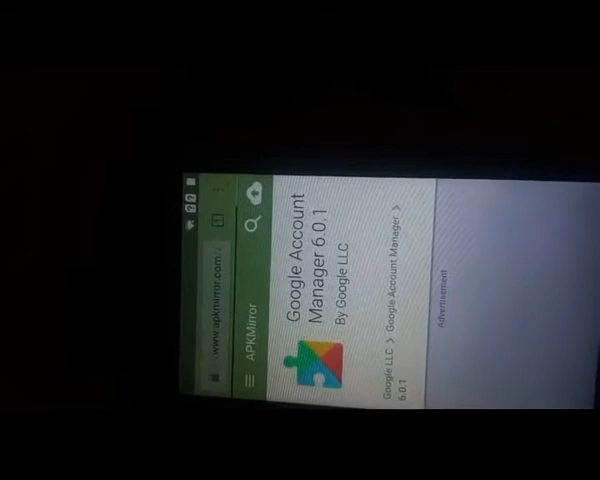 www.apkmirror.com/
APKMirror
Google Account
Manager 6.0.1
By Google LLC
Google LLC > Google Account Manager >
6.0.1
Advertisement